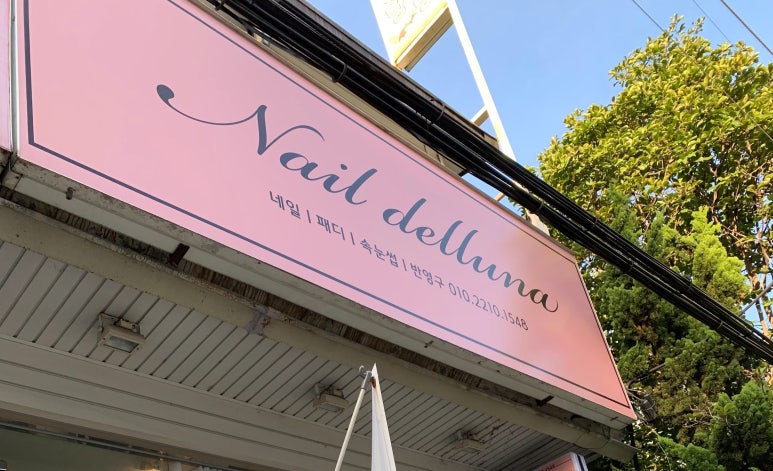 Nail delluna
네일 | 패디 | 속눈썹 | 반영구 010.2210.1548